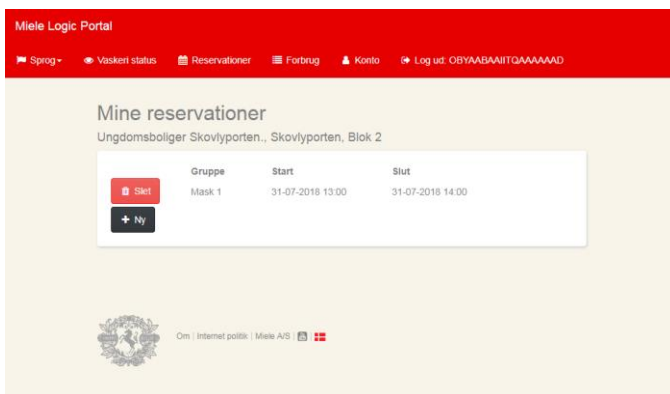 Miele Logic Portal
Sprog Vaskeri status Reservationer Forbrug Konto Log ud: OBYAABAAIITQAAAAAAD
Mine reservationer
Ungdomsboliger Skovlyporten., Skovlyporten, Blok 2
Gruppe Start Slut
Slet Mask 1 31-07-2018 13:00 31-07-2018 14:00
Ny
Om | Internet politik | Miele A/S | |